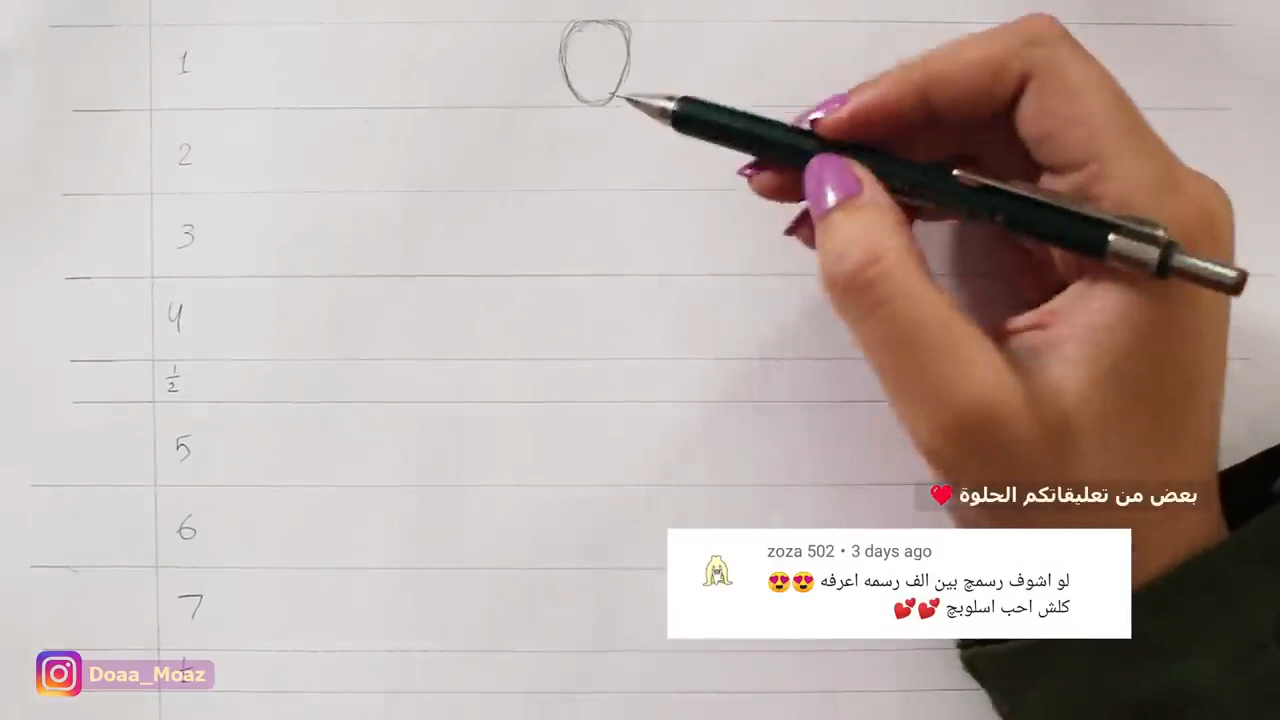 1
2
3
4
1/2
5
6
7
بعض من تعليقاتكم الحلوة ❤️
zoza 502 • 3 days ago
لو اشوف رسمچ بين الف رسمه اعرفه 😍😍
كلش احب اسلوبچ 💕💕
Doaa_Moaz